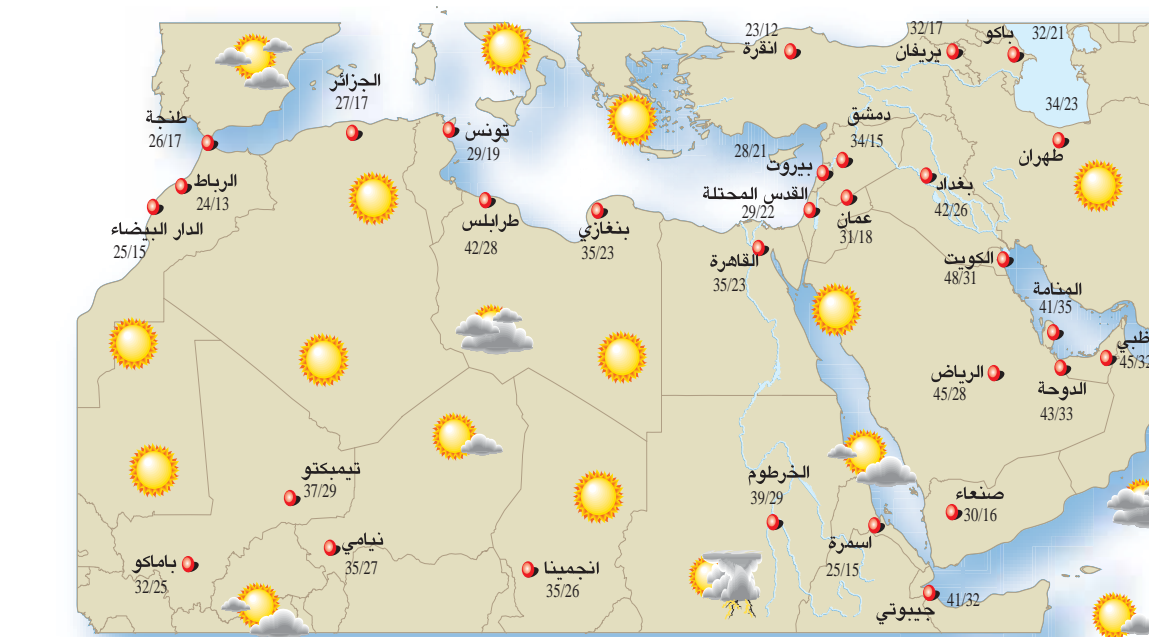 23/12
انقرة
32/17
يريفان
باكو
32/21
الجزائر
27/17
34/23
طنجة
26/17
تونس
29/19
دمشق
34/15
28/21
بيروت
طهران
الرباط
24/13
القدس المحتلة
29/22
بغداد
42/26
الدار البيضاء
25/15
طرابلس
42/28
بنغازي
35/23
عمان
31/18
القاهرة
35/23
الكويت
48/31
المنامة
41/35
ظبي
45/32
الرياض
45/28
الدوحة
43/33
تيمبكتو
37/29
الخرطوم
39/29
صنعاء
30/16
نيامي
35/27
اسمرة
25/15
باماكو
32/25
انجمينا
35/26
41/32
جيبوتي